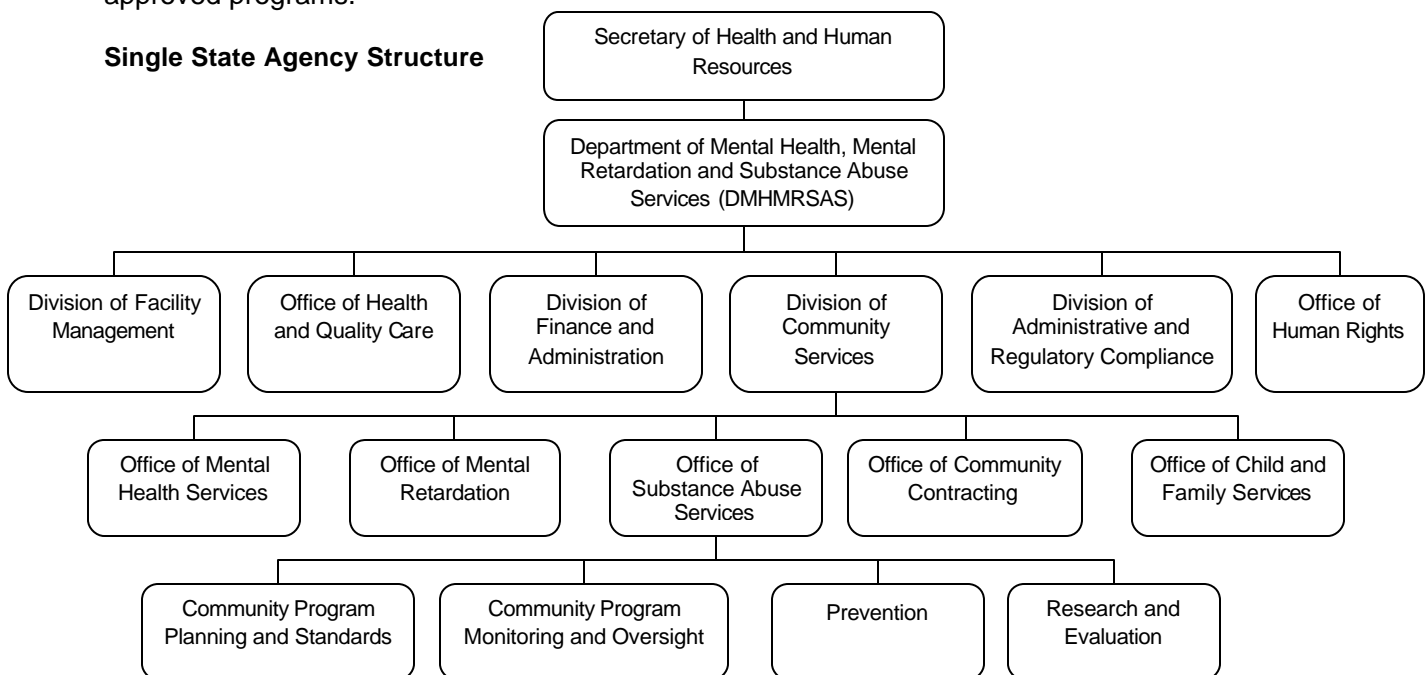 approved programs.
Single State Agency Structure
Secretary of Health and Human
Resources
Department of Mental Health, Mental
Retardation and Substance Abuse
Services (DMHMRSAS)
Division of Facility
Management
Office of Health
and Quality Care
Division of
Finance and
Administration
Division of
Community
Services
Division of
Administrative and
Regulatory Compliance
Office of
Human Rights
Office of Mental
Health Services
Office of Mental
Retardation
Office of
Substance Abuse
Services
Office of Community
Contracting
Office of Child and
Family Services
Community Program
Planning and Standards
Community Program
Monitoring and Oversight
Prevention
Research and
Evaluation